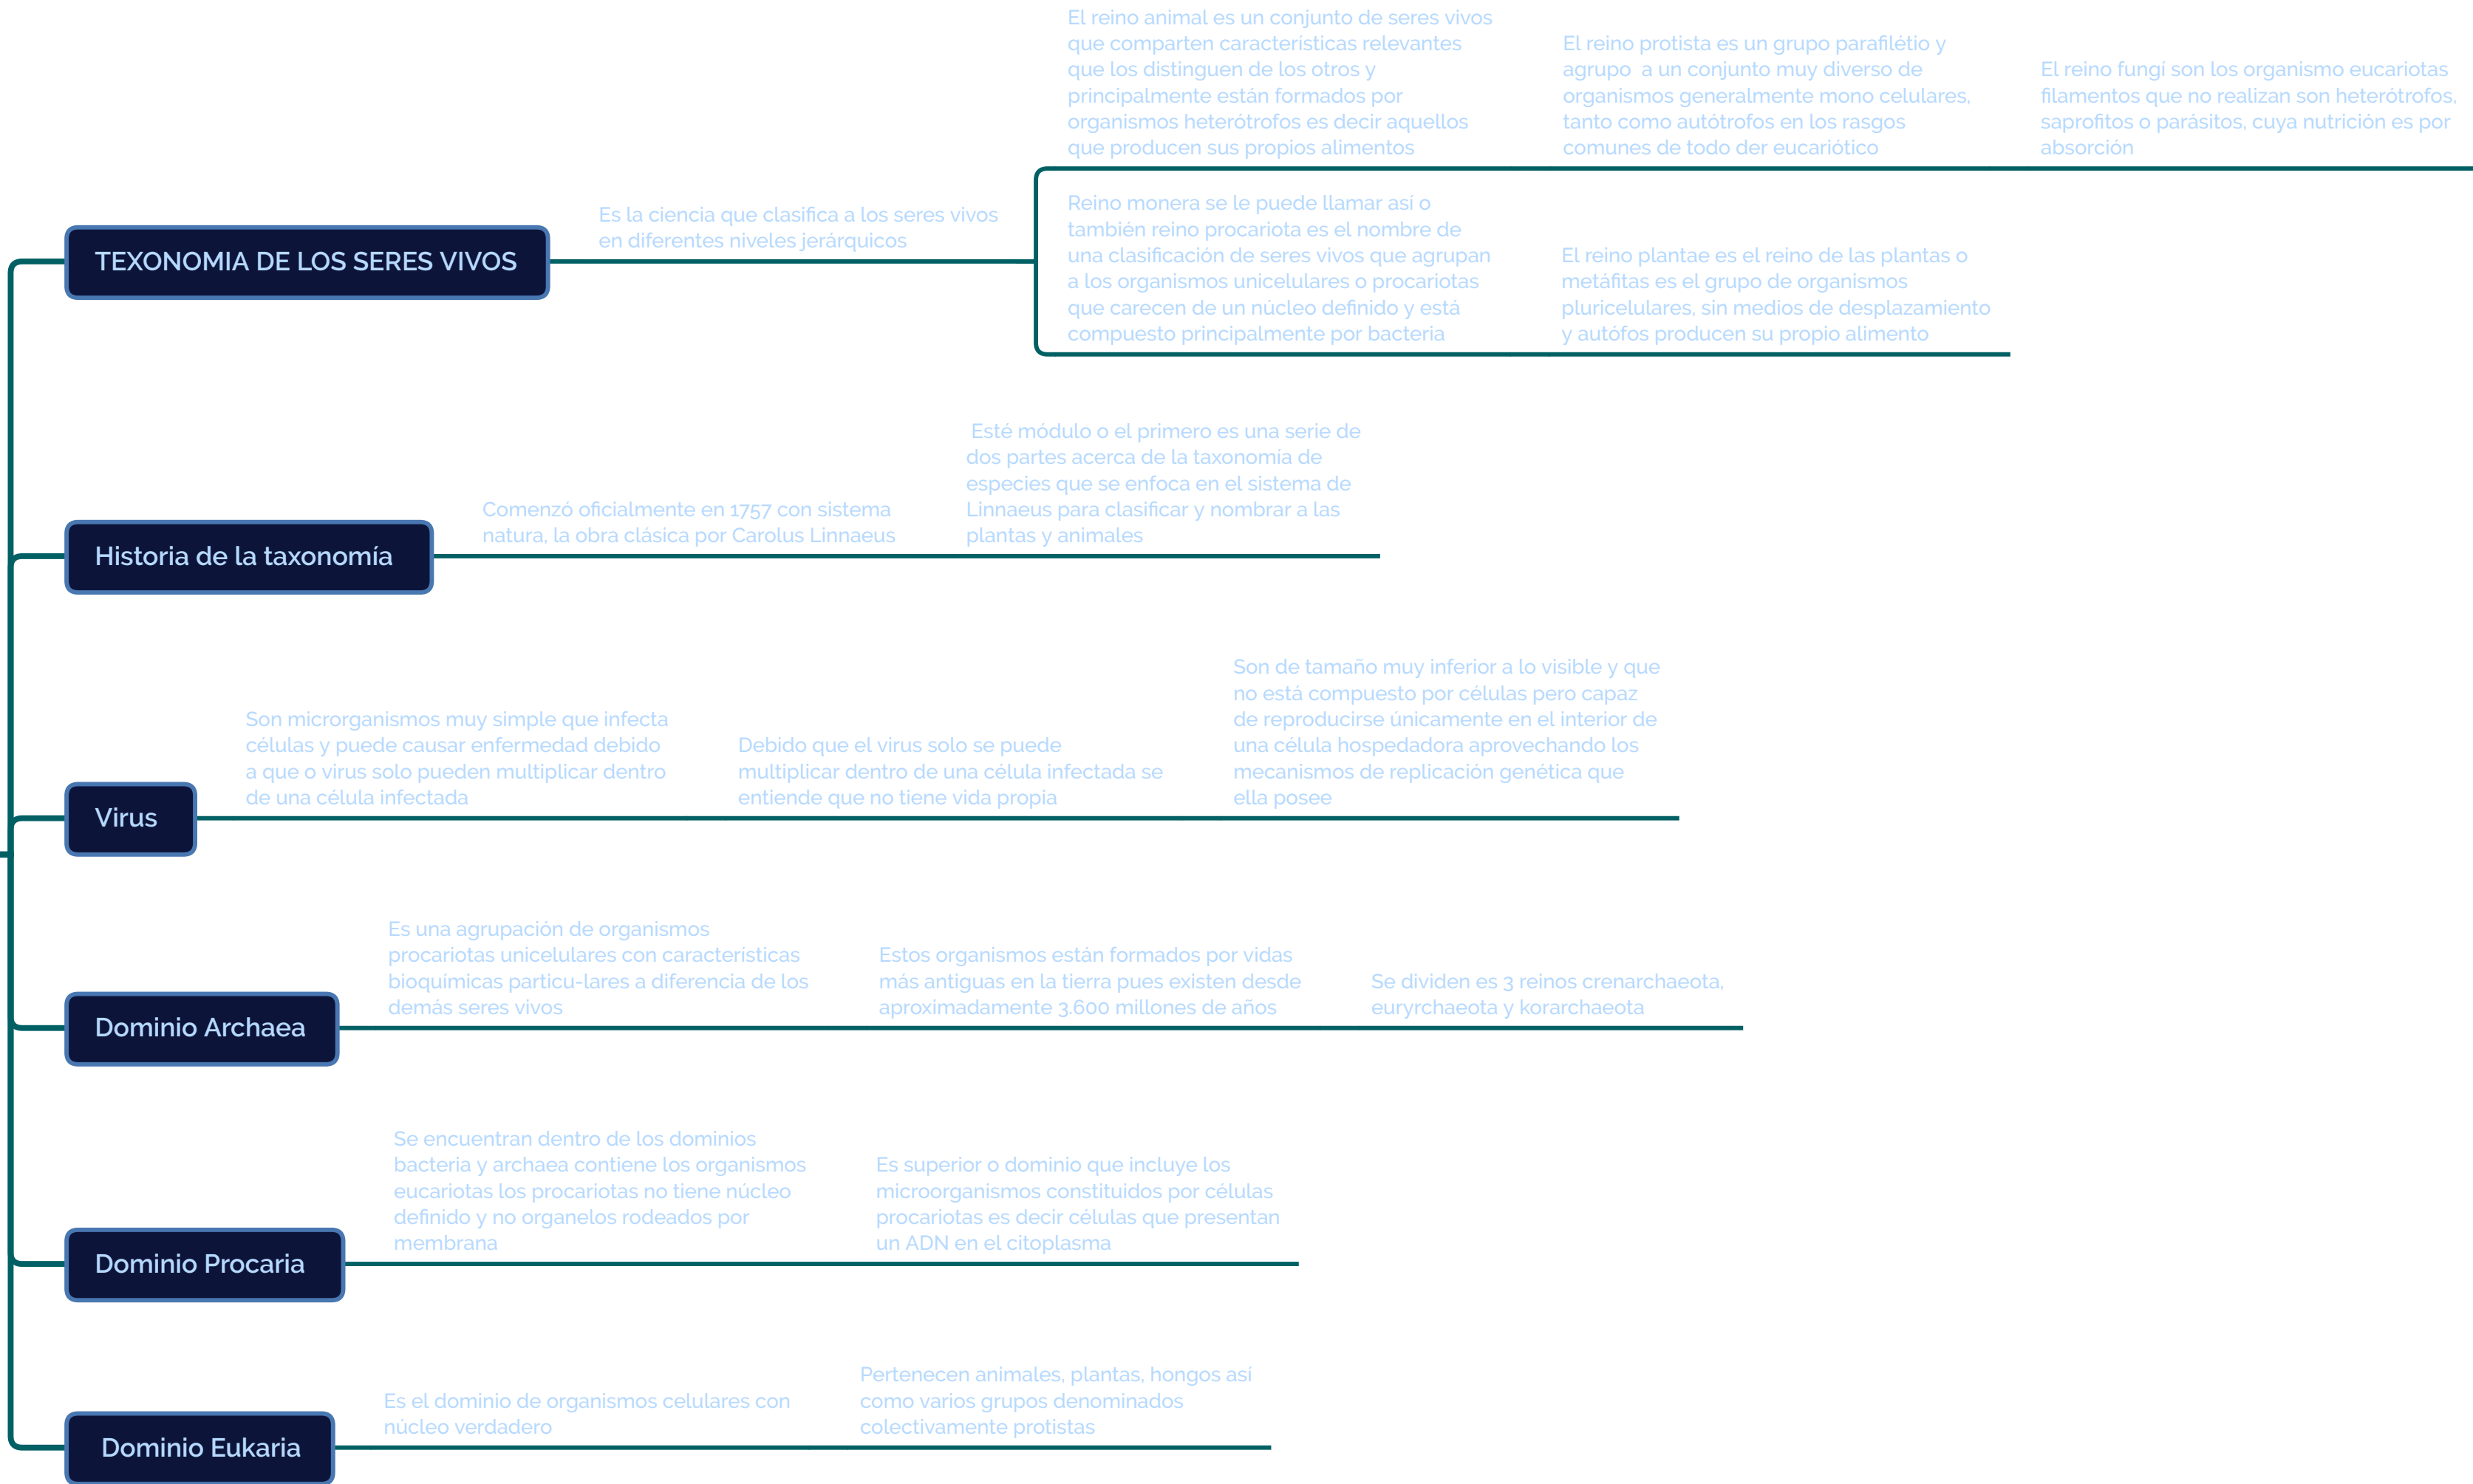 TEXONOMIA DE LOS SERES VIVOS
Es la ciencia que clasifica a los seres vivos
en diferentes niveles jerárquicos
El reino animal es un conjunto de seres vivos
que comparten características relevantes
que los distinguen de los otros y
principalmente están formados por
organismos heterótrofos es decir aquellos
que producen sus propios alimentos
El reino protista es un grupo parafilétio y
agrupo  a un conjunto muy diverso de
organismos generalmente mono celulares,
tanto como autótrofos en los rasgos
comunes de todo der eucariótico
El reino fungi son los organismo eucariotas
filamentos que no realizan son heterótrofos,
saprofitos o parásitos, cuya nutrición es por
absorción
Reino monera se le puede llamar así o
también reino procariota es el nombre de
una clasificación de seres vivos que agrupan
a los organismos unicelulares o procariotas
que carecen de un núcleo definido y está
compuesto principalmente por bacteria
El reino plantae es el reino de las plantas o
metáfitas es el grupo de organismos
pluricelulares, sin medios de desplazamiento
y autófos producen su propio alimento
Historia de la taxonomía
Comenzó oficialmente en 1757 con sistema
natura, la obra clásica por Carolus Linnaeus
Esté módulo o el primero es una serie de
dos partes acerca de la taxonomía de
especies que se enfoca en el sistema de
Linnaeus para clasificar y nombrar a las
plantas y animales
Virus
Son microrganismos muy simple que infecta
células y puede causar enfermedad debido
a que o virus solo pueden multiplicar dentro
de una célula infectada
Debido que el virus solo se puede
multiplicar dentro de una célula infectada se
entiende que no tiene vida propia
Son de tamaño muy inferior a lo visible y que
no está compuesto por células pero capaz
de reproducirse únicamente en el interior de
una célula hospedadora aprovechando los
mecanismos de replicación genética que
ella posee
Dominio Archaea
Es una agrupación de organismos
procariotas unicelulares con características
bioquímicas particu-lares a diferencia de los
demás seres vivos
Estos organismos están formados por vidas
más antiguas en la tierra pues existen desde
aproximadamente 3.600 millones de años
Se dividen es 3 reinos crenarchaeota,
euryrchaeota y korarchaeota
Dominio Procaria
Se encuentran dentro de los dominios
bacteria y archaea contiene los organismos
eucariotas los procariotas no tiene núcleo
definido y no organelos rodeados por
membrana
Es superior o dominio que incluye los
microorganismos constituidos por células
procariotas es decir células que presentan
un ADN en el citoplasma
Dominio Eukaria
Es el dominio de organismos celulares con
núcleo verdadero
Pertenecen animales, plantas, hongos así
como varios grupos denominados
colectivamente protistas